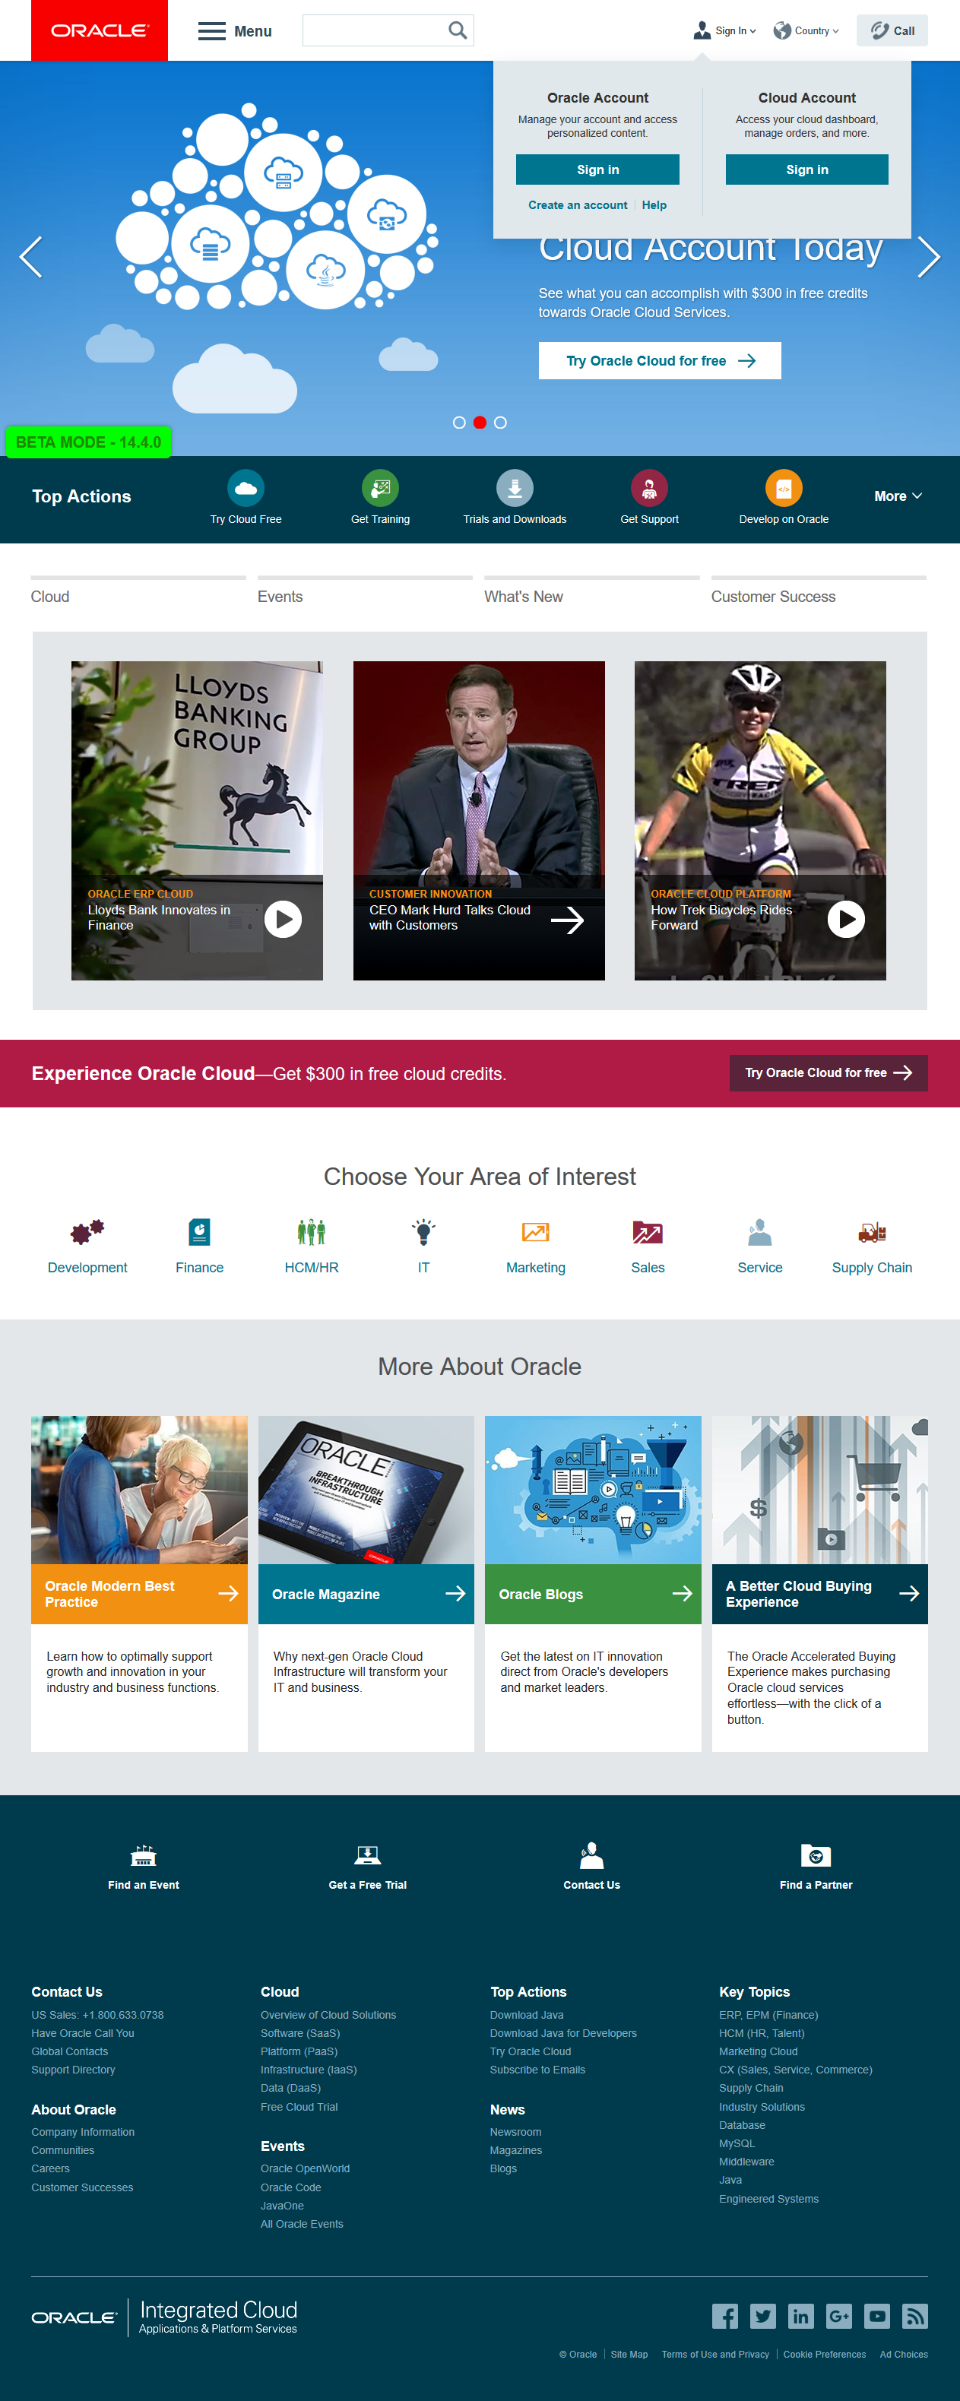 ORACLE
Menu
Sign In
Country
Call
Oracle Account
Manage your account and access
personalized content.
Sign in
Create an account | Help
Cloud Account
Access your cloud dashboard,
manage orders, and more.
Sign in
Cloud Account Today
See what you can accomplish with $300 in free credits
towards Oracle Cloud Services.
Try Oracle Cloud for free
BETA MODE - 14.4.0
Top Actions
Try Cloud Free
Get Training
Trials and Downloads
Get Support
Develop on Oracle
More
Cloud
Events
What's New
Customer Success
LLOYDS
BANKING
GROUP
ORACLE ERP CLOUD
Lloyds Bank Innovates in
Finance
CUSTOMER INNOVATION
CEO Mark Hurd Talks Cloud
with Customers
TREK
ORACLE CLOUD PLATFORM
How Trek Bicycles Rides
Forward
Experience Oracle Cloud—Get $300 in free cloud credits.
Try Oracle Cloud for free
Choose Your Area of Interest
Development
Finance
HCM/HR
IT
Marketing
Sales
Service
Supply Chain
More About Oracle
ORACLE
BREAKTHROUGH
INFRASTRUCTURE
$
Oracle Modern Best
Practice
Oracle Magazine
Oracle Blogs
A Better Cloud Buying
Experience
Learn how to optimally support
growth and innovation in your
industry and business functions.
Why next-gen Oracle Cloud
Infrastructure will transform your
IT and business.
Get the latest on IT innovation
direct from Oracle's developers
and market leaders.
The Oracle Accelerated Buying
Experience makes purchasing
Oracle cloud services
effortless—with the click of a
button.
Find an Event
Get a Free Trial
Contact Us
Find a Partner
Contact Us
US Sales: +1.800.633.0738
Have Oracle Call You
Global Contacts
Support Directory
About Oracle
Company Information
Communities
Careers
Customer Successes
Cloud
Overview of Cloud Solutions
Software (SaaS)
Platform (PaaS)
Infrastructure (IaaS)
Data (DaaS)
Free Cloud Trial
Events
Oracle OpenWorld
Oracle Code
JavaOne
All Oracle Events
Top Actions
Download Java
Download Java for Developers
Try Oracle Cloud
Subscribe to Emails
News
Newsroom
Magazines
Blogs
Key Topics
ERP, EPM (Finance)
HCM (HR, Talent)
Marketing Cloud
CX (Sales, Service, Commerce)
Supply Chain
Industry Solutions
Database
MySQL
Middleware
Java
Engineered Systems
ORACLE
Integrated Cloud
Applications & Platform Services
© Oracle | Site Map
Terms of Use and Privacy | Cookie Preferences
Ad Choices